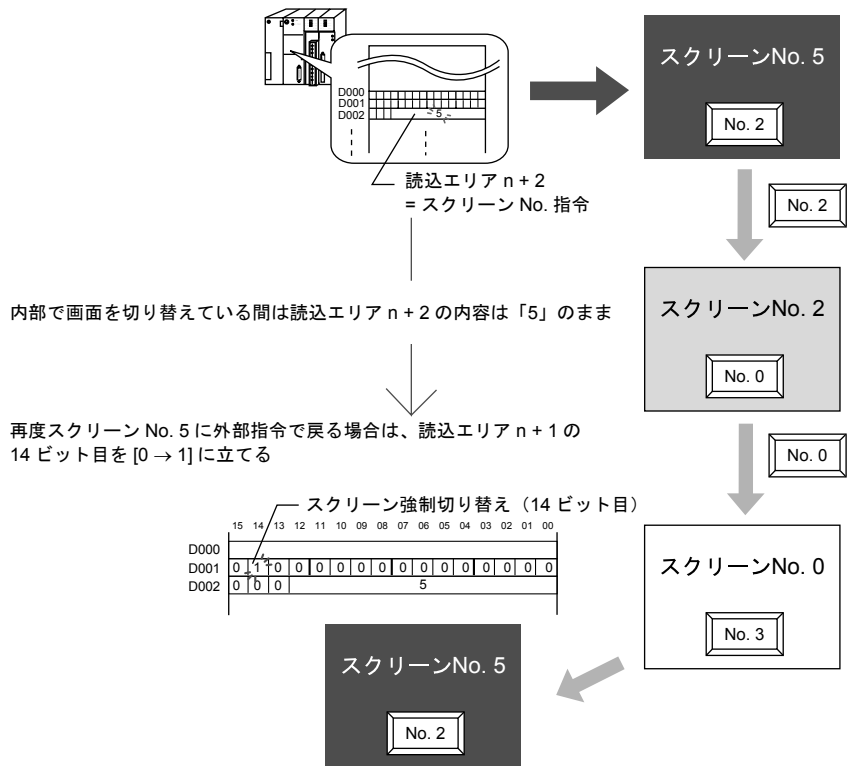 スクリーンNo. 5
No. 2
D000
D001
D002
5
読込エリア n + 2
= スクリーン No. 指令
No. 2
内部で画面を切り替えている間は読込エリア n + 2 の内容は「5」のまま
スクリーンNo. 2
No. 0
再度スクリーン No. 5 に外部指令で戻る場合は、読込エリア n + 1 の
14 ビット目を [0 → 1] に立てる
No. 0
スクリーン強制切り替え（14 ビット目）
15 14 13 12 11 10 09 08 07 06 05 04 03 02 01 00
D000
D001 0 1 0 0 0 0 0 0 0 0 0 0 0 0 0 0
D002 0 0 0 5
スクリーンNo. 0
No. 3
スクリーンNo. 5
No. 2